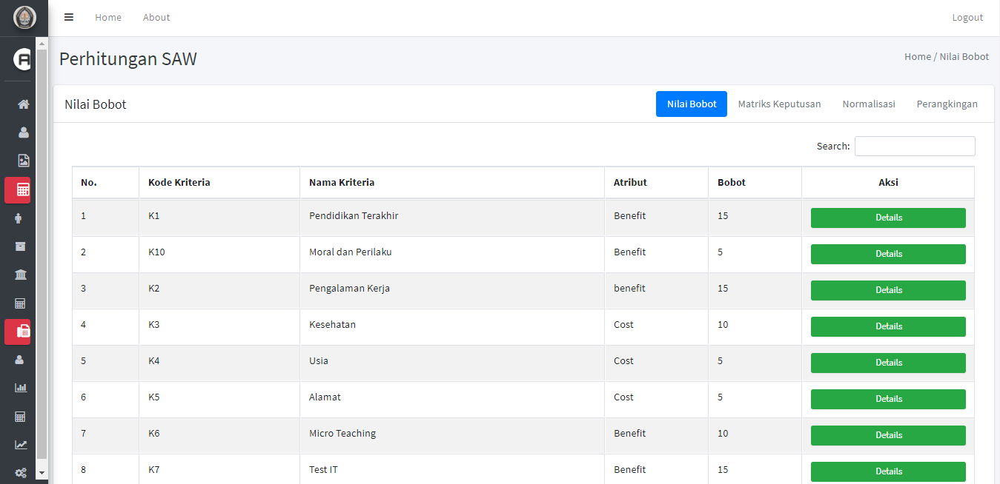 Home About Logout
Perhitungan SAW
Home / Nilai Bobot
Nilai Bobot
Nilai Bobot Matriks Keputusan Normalisasi Perangkingan
Search:
No. Kode Kriteria Nama Kriteria Atribut Bobot Aksi
1 K1 Pendidikan Terakhir Benefit 15 Details
2 K10 Moral dan Perilaku Benefit 5 Details
3 K2 Pengalaman Kerja benefit 15 Details
4 K3 Kesehatan Cost 10 Details
5 K4 Usia Cost 5 Details
6 K5 Alamat Cost 5 Details
7 K6 Micro Teaching Benefit 10 Details
8 K7 Test IT Benefit 15 Details